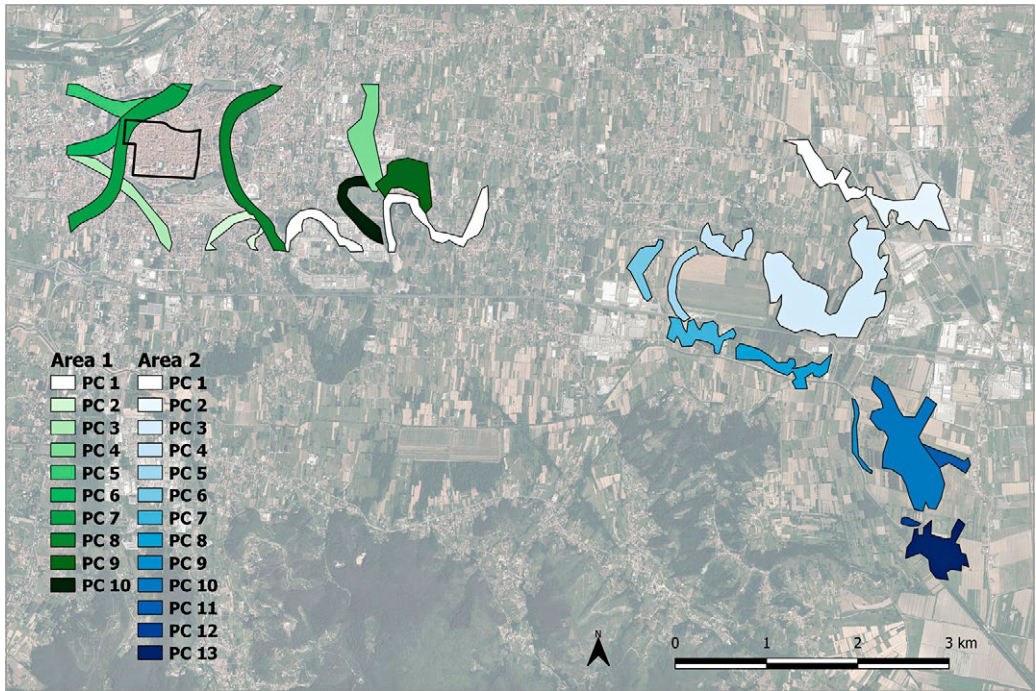 Area 1 Area 2
PC 1 PC 1
PC 2 PC 2
PC 3 PC 3
PC 4 PC 4
PC 5 PC 5
PC 6 PC 6
PC 7 PC 7
PC 8 PC 8
PC 9 PC 9
PC 10 PC 10
PC 11
PC 12
PC 13
N
0 1 2 3 km